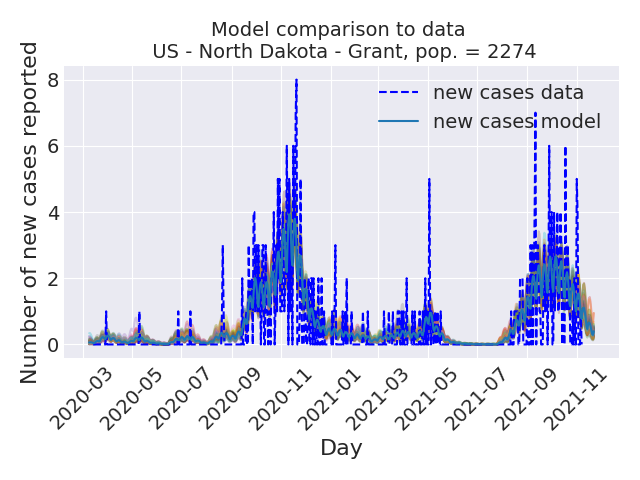 Model comparison to data
US - North Dakota - Grant, pop. = 2274
Number of new cases reported
8
6
4
2
0
new cases data
new cases model
2020-03
2020-05
2020-07
2020-09
2020-11
2021-01
2021-03
2021-05
2021-07
2021-09
2021-11
Day